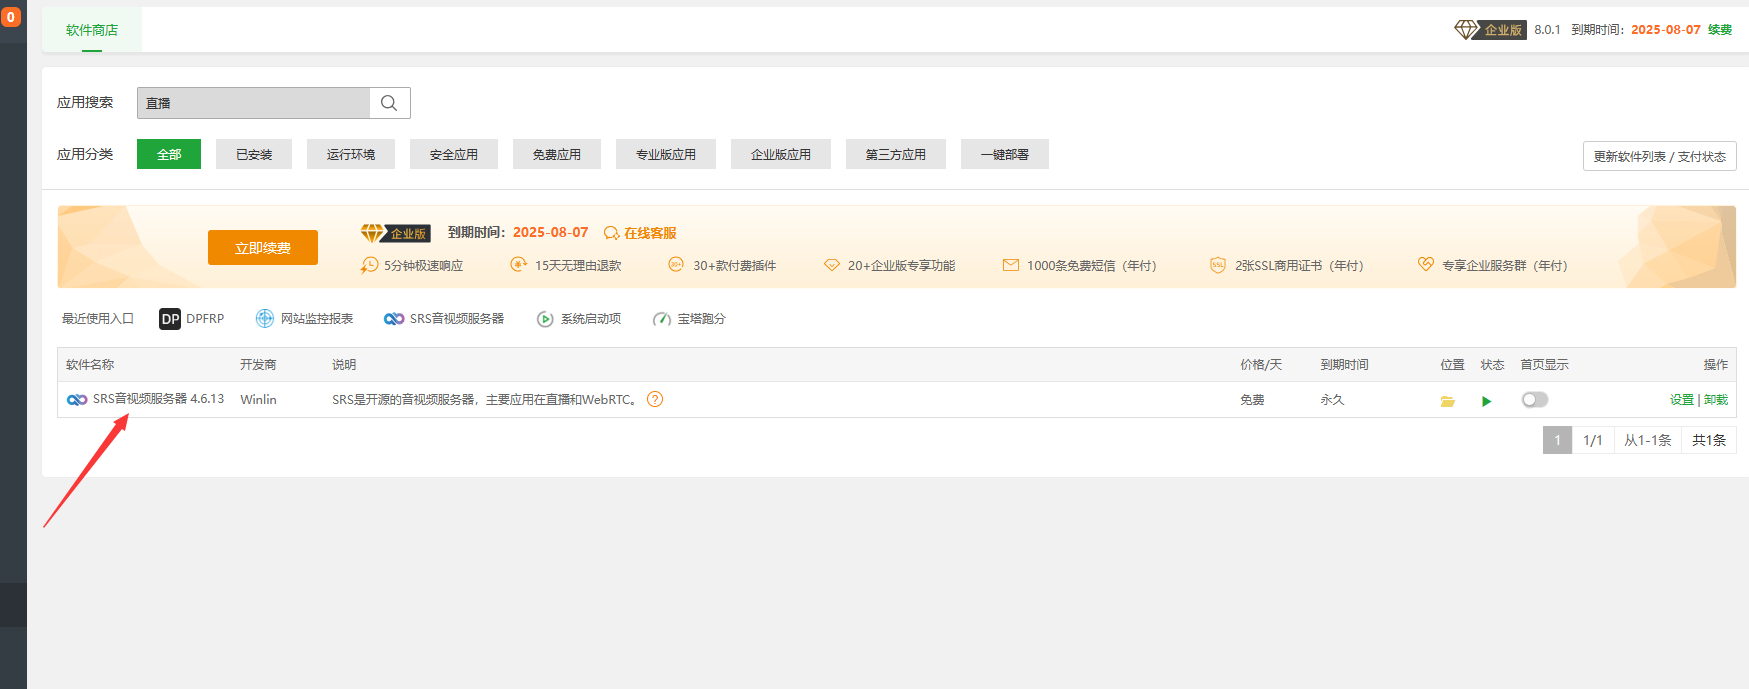 0
软件商店
企业版 8.0.1 到期时间: 2025-08-07 续费
应用搜索 直播
应用分类 全部 已安装 运行环境 安全应用 免费应用 专业版应用 企业版应用 第三方应用 一键部署
更新软件列表 / 支付状态
立即续费
企业版 到期时间: 2025-08-07 在线客服
5分钟极速响应 15天无理由退款 30+ 30+款付费插件 20+企业版专享功能 1000条免费短信（年付） SSL 2张SSL商用证书（年付） 专享企业服务群（年付）
最近使用入口 DP DPFRP 网站监控报表 SRS音视频服务器 系统启动项 宝塔跑分
软件名称 开发商 说明 价格/天 到期时间 位置 状态 首页显示 操作
SRS音视频服务器 4.6.13 Winlin SRS是开源的音视频服务器，主要应用在直播和WebRTC。 ? 免费 永久 设置 | 卸载
1 1/1 从1-1条 共1条